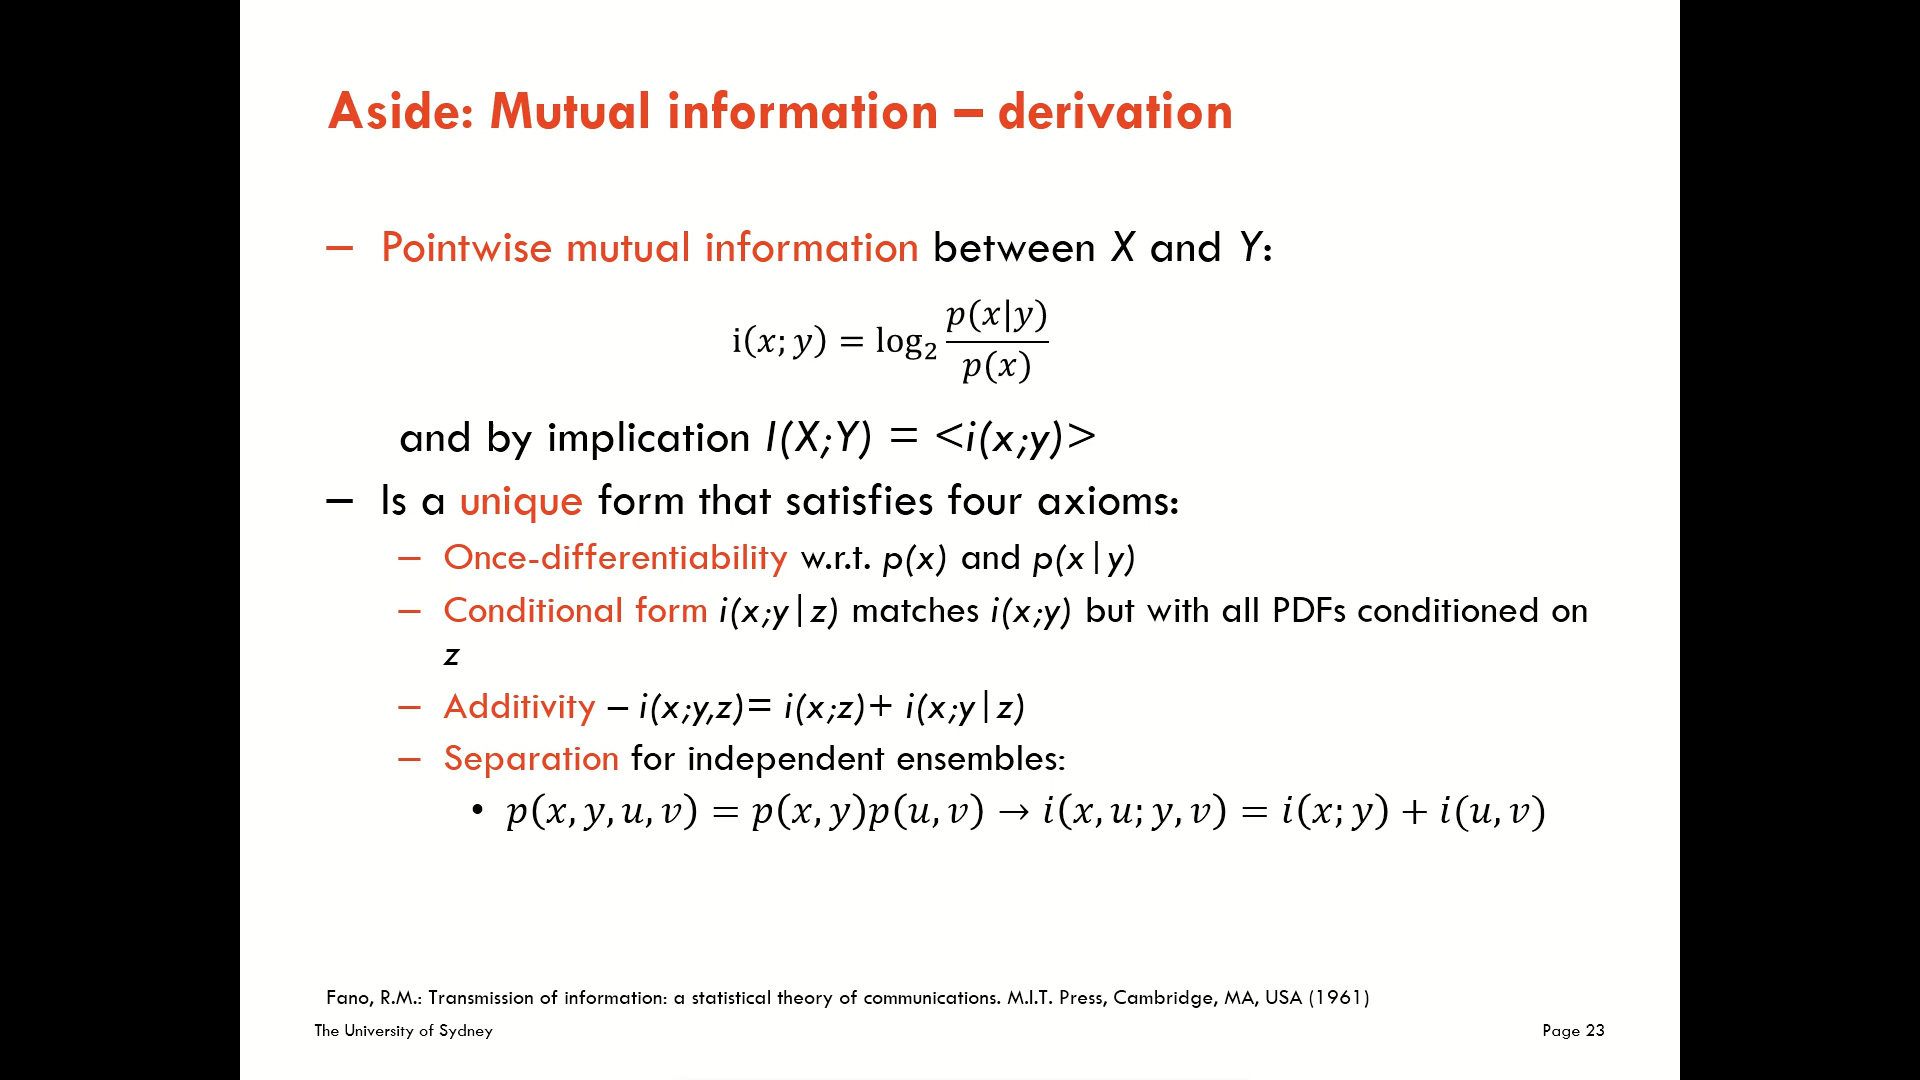 Aside: Mutual information – derivation
– Pointwise mutual information between X and Y:
i(x; y) = log₂ p(x|y) / p(x)
and by implication I(X;Y) = <i(x;y)>
– Is a unique form that satisfies four axioms:
– Once-differentiability w.r.t. p(x) and p(x|y)
– Conditional form i(x;y|z) matches i(x;y) but with all PDFs conditioned on
z
– Additivity – i(x;y,z)= i(x;z)+ i(x;y|z)
– Separation for independent ensembles:
• p(x, y, u, v) = p(x, y)p(u, v) → i(x, u; y, v) = i(x; y) + i(u, v)
Fano, R.M.: Transmission of information: a statistical theory of communications. M.I.T. Press, Cambridge, MA, USA (1961)
The University of Sydney
Page 23